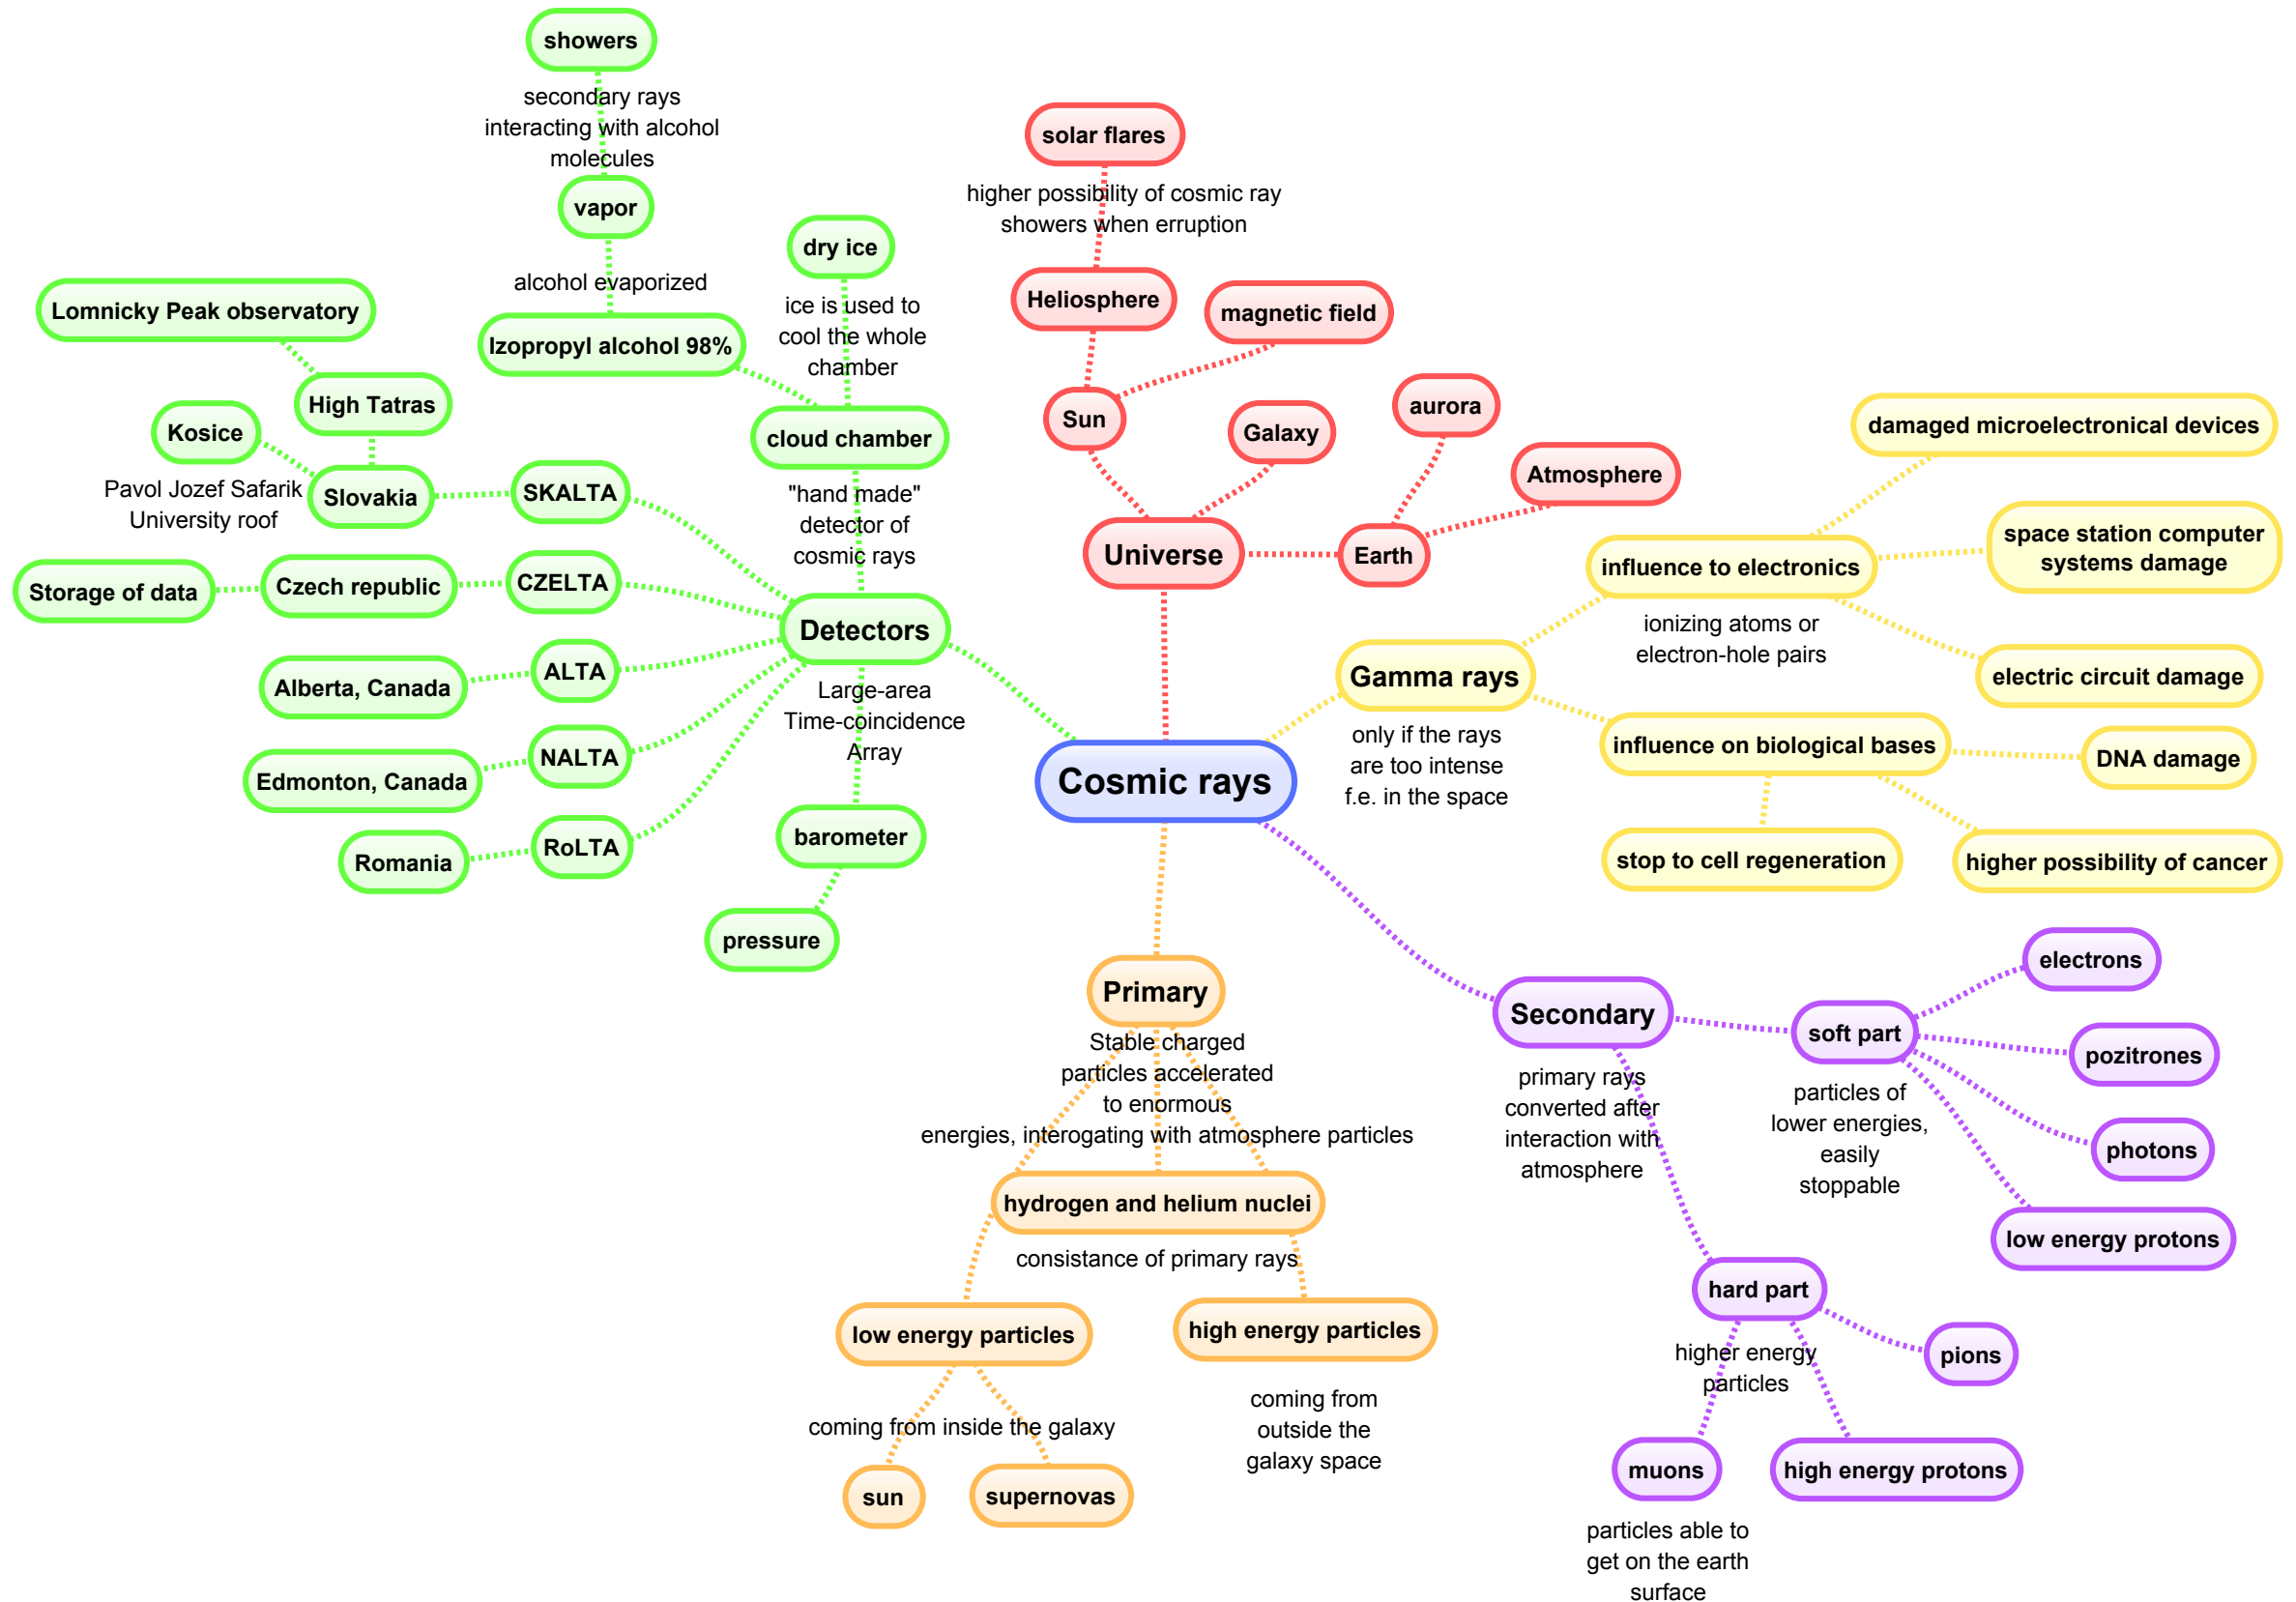 showers
secondary rays
interacting with alcohol
molecules
vapor
alcohol evaporized
Izopropyl alcohol 98%
dry ice
ice is used to
cool the whole
chamber
cloud chamber
"hand made"
detector of
cosmic rays
Lomnicky Peak observatory
High Tatras
Kosice
Pavol Jozef Safarik
University roof
Slovakia
SKALTA
Storage of data
Czech republic
CZELTA
Detectors
Alberta, Canada
ALTA
Large-area
Time-coincidence
Array
Edmonton, Canada
NALTA
Romania
RoLTA
barometer
pressure
solar flares
higher possibility of cosmic ray
showers when erruption
Heliosphere
magnetic field
Sun
Galaxy
aurora
Atmosphere
Universe
Earth
damaged microelectronical devices
space station computer
systems damage
influence to electronics
ionizing atoms or
electron-hole pairs
electric circuit damage
Gamma rays
only if the rays
are too intense
f.e. in the space
influence on biological bases
DNA damage
stop to cell regeneration
higher possibility of cancer
Cosmic rays
Primary
Stable charged
particles accelerated
to enormous
energies, interogating with atmosphere particles
hydrogen and helium nuclei
consistance of primary rays
low energy particles
high energy particles
coming from inside the galaxy
coming from
outside the
galaxy space
sun
supernovas
Secondary
primary rays
converted after
interaction with
atmosphere
soft part
particles of
lower energies,
easily
stoppable
electrons
pozitrones
photons
low energy protons
hard part
higher energy
particles
pions
muons
high energy protons
particles able to
get on the earth
surface